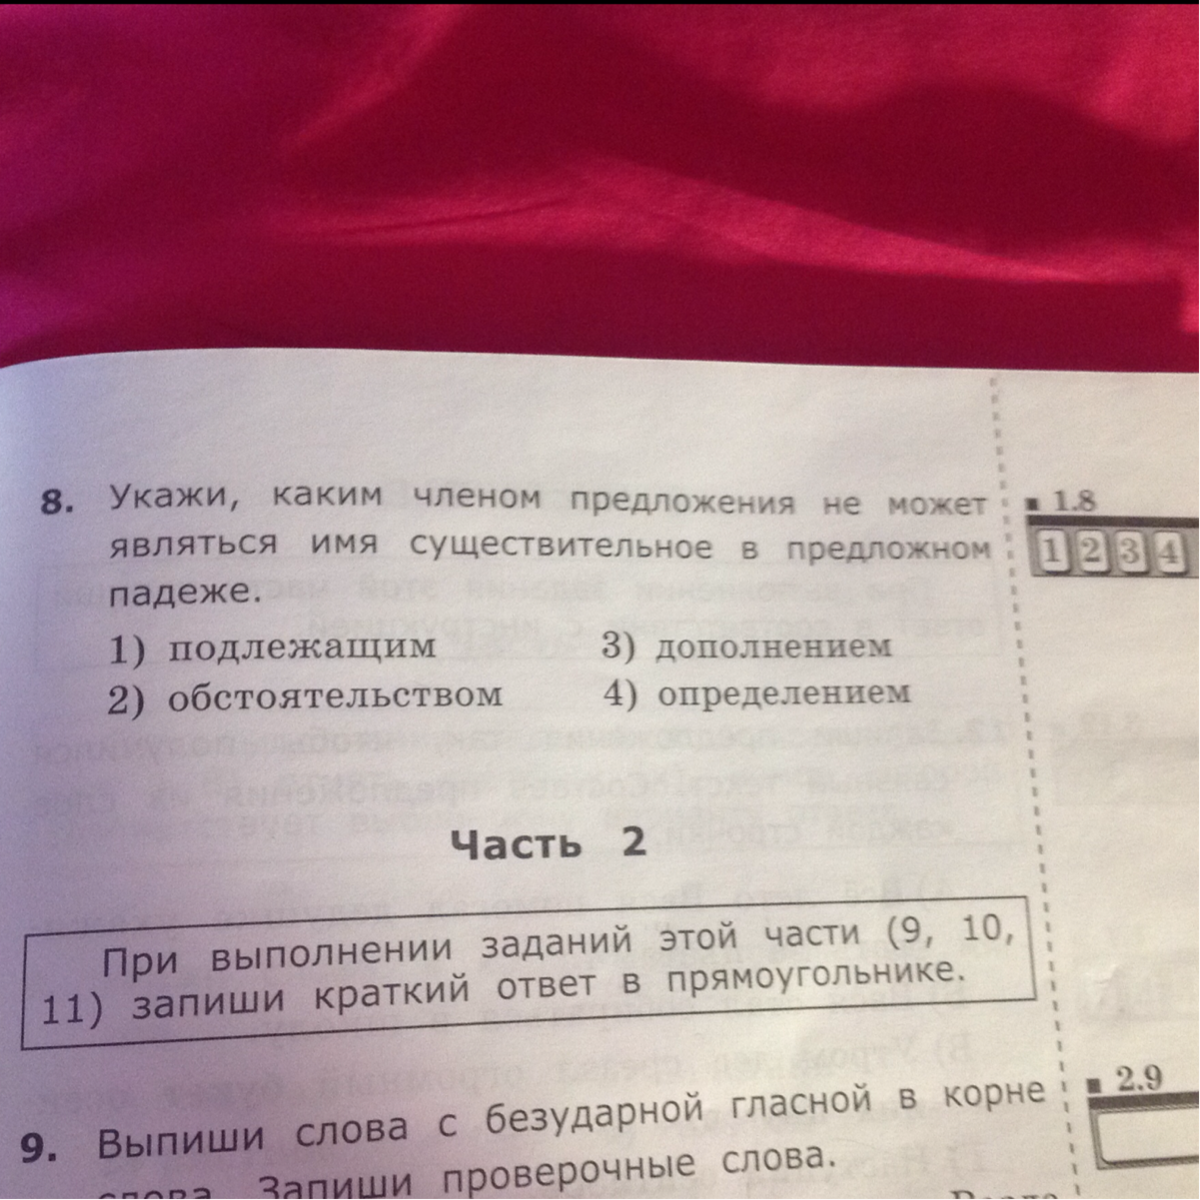 8. Укажи, каким членом предложения не может
являться имя существительное в предложном
падеже.
1) подлежащим
2) обстоятельством
3) дополнением
4) определением
1.8
1 2 3 4
Часть 2
При выполнении заданий этой части (9, 10,
11) запиши краткий ответ в прямоугольнике.
9. Выпиши слова с безударной гласной в корне
слова. Запиши проверочные слова.
2.9